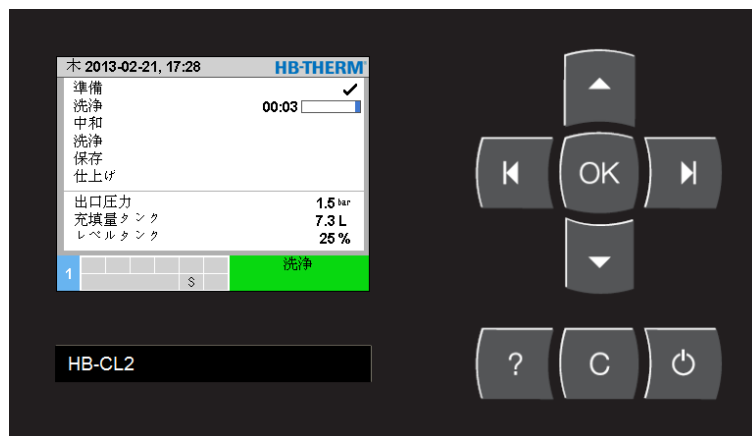 木 2013-02-21, 17:28 HB-THERM
準備
洗浄 00:03
中和
洗浄
保存
仕上げ
出口圧力 1.5 bar
充填量タンク 7.3 L
レベルタンク 25 %
1 S 洗浄
OK
HB-CL2
? C